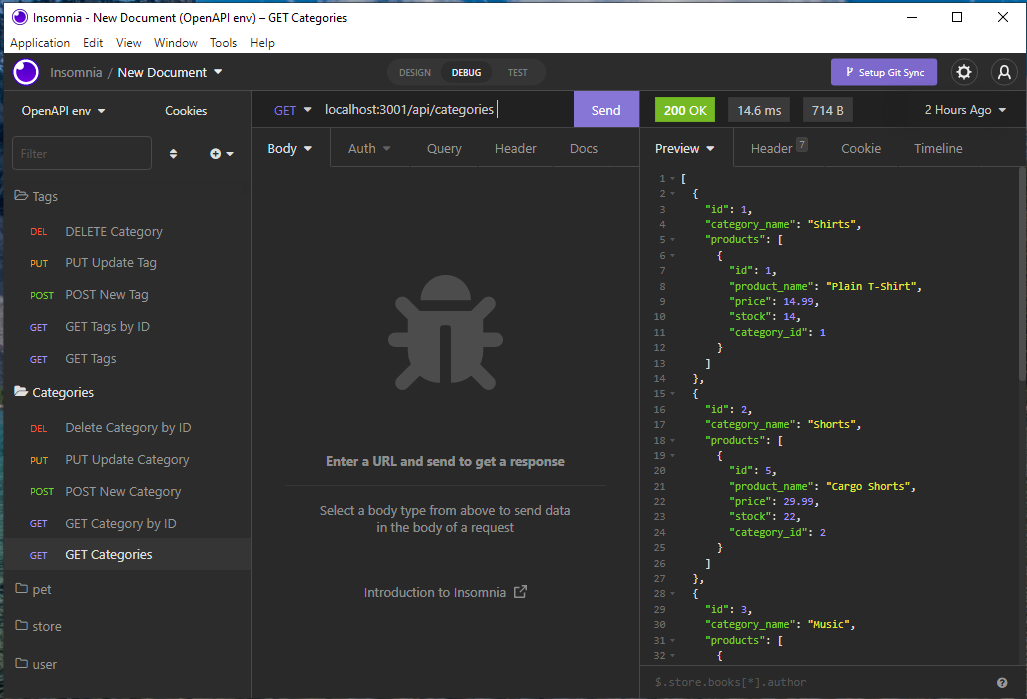 Insomnia - New Document (OpenAPI env) – GET Categories
Application Edit View Window Tools Help
Insomnia / New Document
DESIGN DEBUG TEST
Setup Git Sync
OpenAPI env Cookies
Filter
Tags
DEL DELETE Category
PUT PUT Update Tag
POST POST New Tag
GET GET Tags by ID
GET GET Tags
Categories
DEL Delete Category by ID
PUT PUT Update Category
POST POST New Category
GET GET Category by ID
GET GET Categories
pet
store
user
GET localhost:3001/api/categories Send
Body Auth Query Header Docs
Enter a URL and send to get a response
Select a body type from above to send data
in the body of a request
Introduction to Insomnia
200 OK 14.6 ms 714 B 2 Hours Ago
Preview Header 7 Cookie Timeline
1 [
2 {
3 "id": 1,
4 "category_name": "Shirts",
5 "products": [
6 {
7 "id": 1,
8 "product_name": "Plain T-Shirt",
9 "price": 14.99,
10 "stock": 14,
11 "category_id": 1
12 }
13 ]
14 },
15 {
16 "id": 2,
17 "category_name": "Shorts",
18 "products": [
19 {
20 "id": 5,
21 "product_name": "Cargo Shorts",
22 "price": 29.99,
23 "stock": 22,
24 "category_id": 2
25 }
26 ]
27 },
28 {
29 "id": 3,
30 "category_name": "Music",
31 "products": [
32 {
$.store.books[*].author